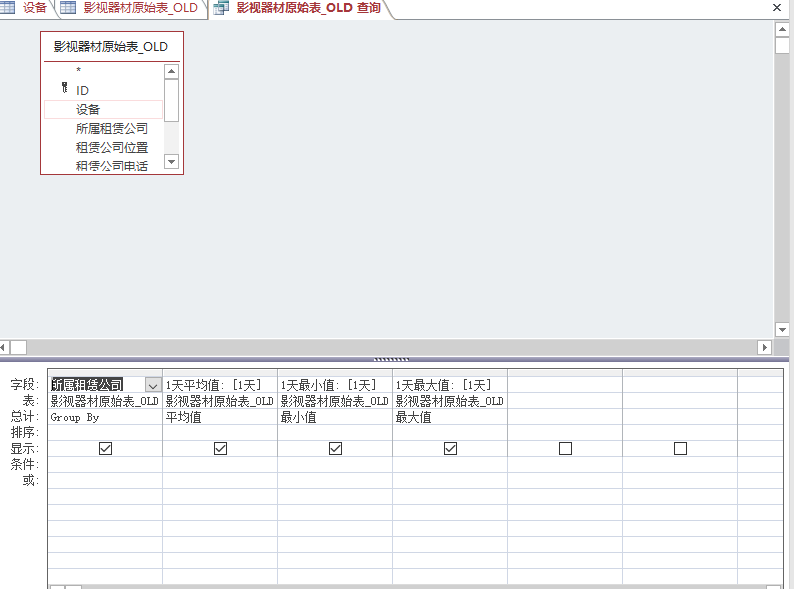 设备 影视器材原始表_OLD 影视器材原始表_OLD 查询
影视器材原始表_OLD
*
ID
设备
所属租赁公司
租赁公司位置
租赁公司电话
字段: 所属租赁公司 1天平均值: [1天] 1天最小值: [1天] 1天最大值: [1天]
表: 影视器材原始表_OLD 影视器材原始表_OLD 影视器材原始表_OLD 影视器材原始表_OLD
总计: Group By 平均值 最小值 最大值
排序:
显示:
条件:
或: